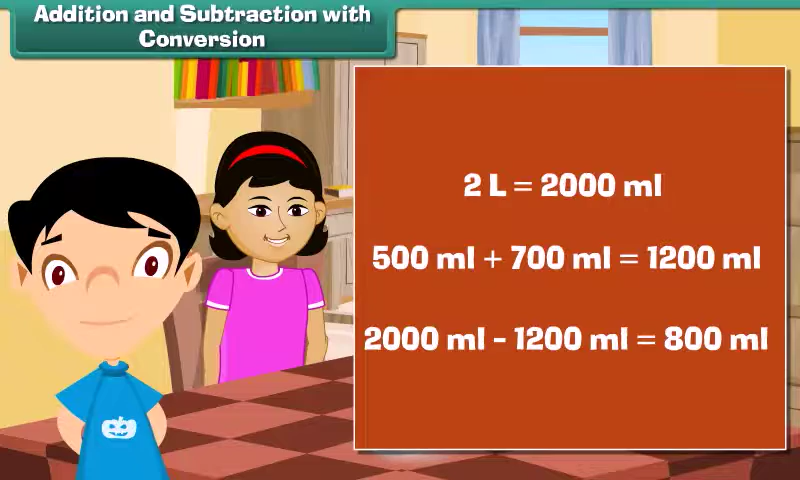 Addition and Subtraction with
Conversion
2 L = 2000 ml
500 ml + 700 ml = 1200 ml
2000 ml - 1200 ml = 800 ml